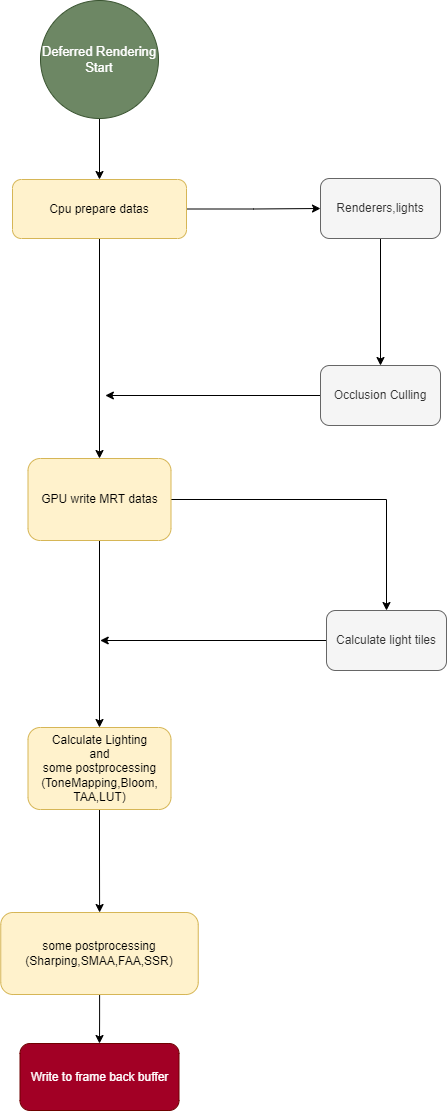 Deferred Rendering
Start
Cpu prepare datas
Renderers,lights
Occlusion Culling
GPU write MRT datas
Calculate light tiles
Calculate Lighting
and
some postprocessing
(ToneMapping,Bloom,
TAA,LUT)
some postprocessing
(Sharping,SMAA,FAA,SSR)
Write to frame back buffer